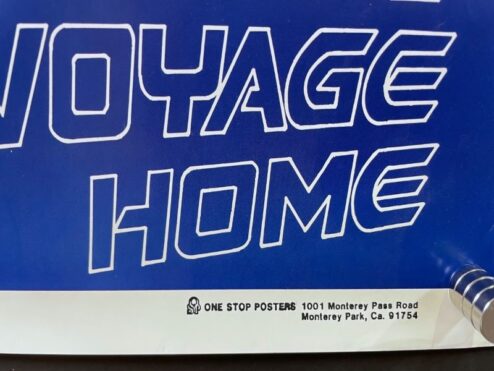 VOYAGE
HOME
ONE STOP POSTERS 1001 Monterey Pass Road
Monterey Park, Ca. 91754